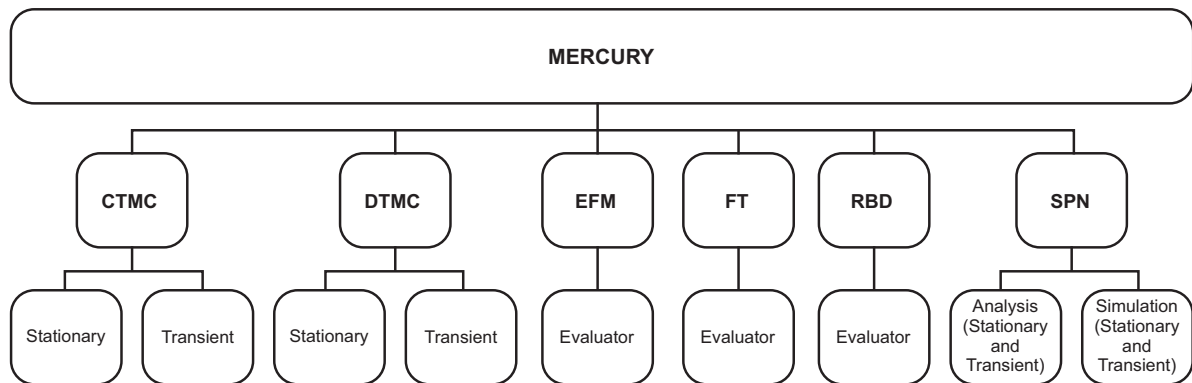 MERCURY
CTMC
DTMC
EFM
FT
RBD
SPN
Stationary
Transient
Stationary
Transient
Evaluator
Evaluator
Evaluator
Analysis
(Stationary
and
Transient)
Simulation
(Stationary
and
Transient)